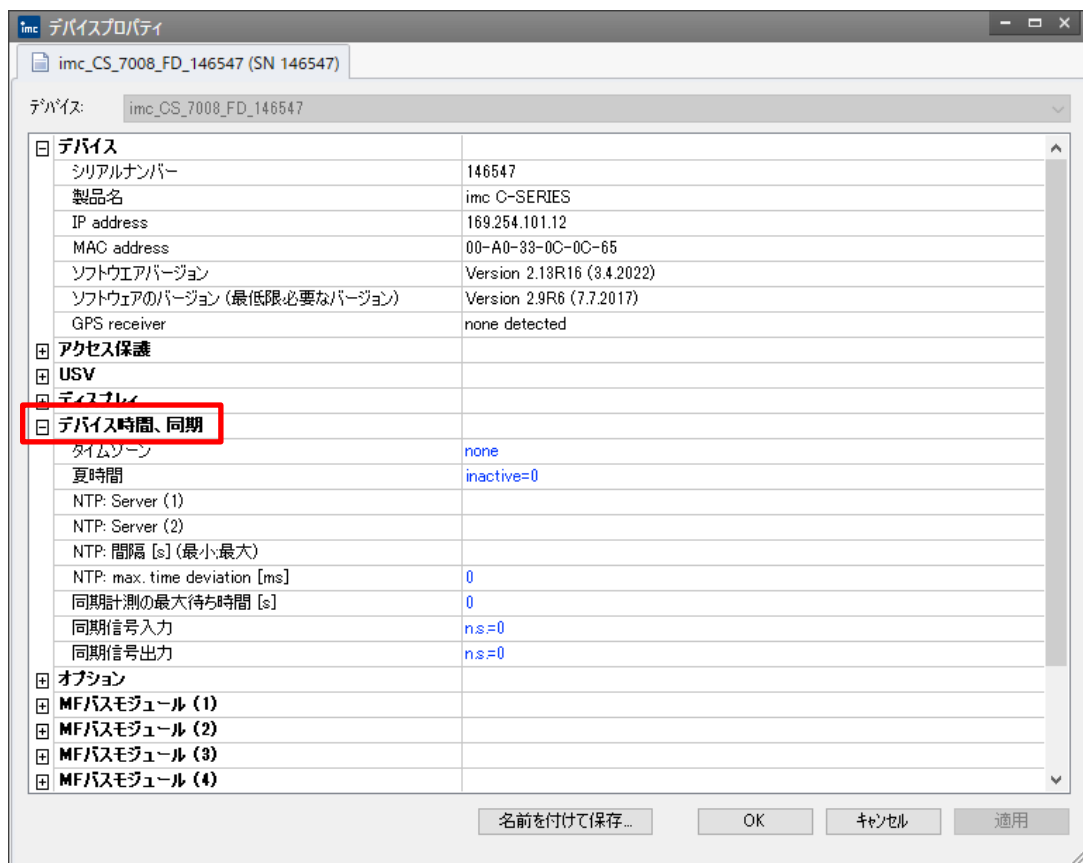 imc デバイスプロパティ
imc_CS_7008_FD_146547 (SN 146547)
デバイス: imc_CS_7008_FD_146547
デバイス
シリアルナンバー 146547
製品名 imc C-SERIES
IP address 169.254.101.12
MAC address 00-A0-33-0C-0C-65
ソフトウエアバージョン Version 2.13R16 (3.4.2022)
ソフトウェアのバージョン (最低限必要なバージョン) Version 2.9R6 (7.7.2017)
GPS receiver none detected
アクセス保護
USV
ディスプレイ
デバイス時間、同期
タイムゾーン none
夏時間 inactive=0
NTP: Server (1)
NTP: Server (2)
NTP: 間隔 [s] (最小;最大)
NTP: max. time deviation [ms] 0
同期計測の最大待ち時間 [s] 0
同期信号入力 n.s.=0
同期信号出力 n.s.=0
オプション
MFバスモジュール (1)
MFバスモジュール (2)
MFバスモジュール (3)
MFバスモジュール (4)
名前を付けて保存... OK キャンセル 適用